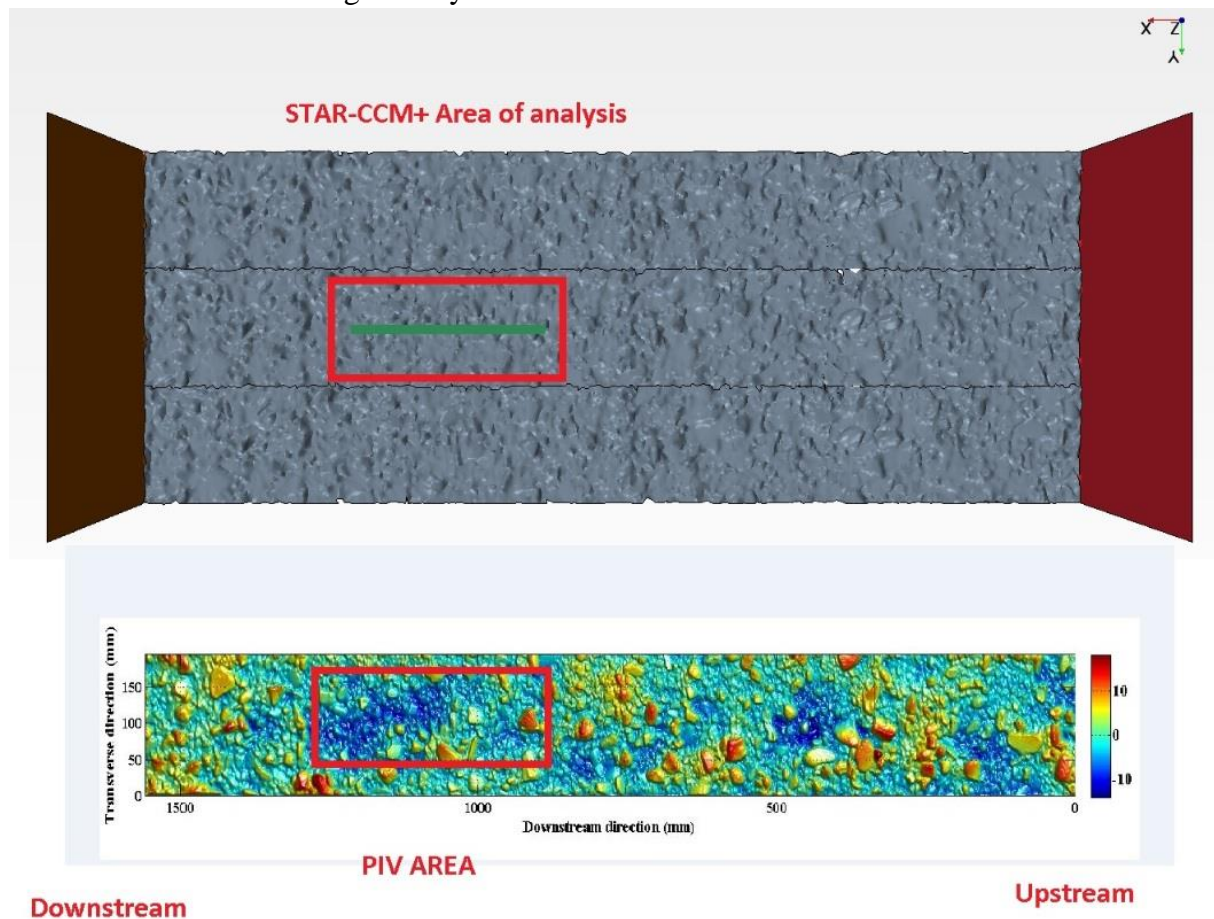 X Z
Y
STAR-CCM+ Area of analysis
Transverse direction (mm)
150
100
50
0
1500
1000
500
0
Downstream direction (mm)
10
0
-10
PIV AREA
Downstream
Upstream